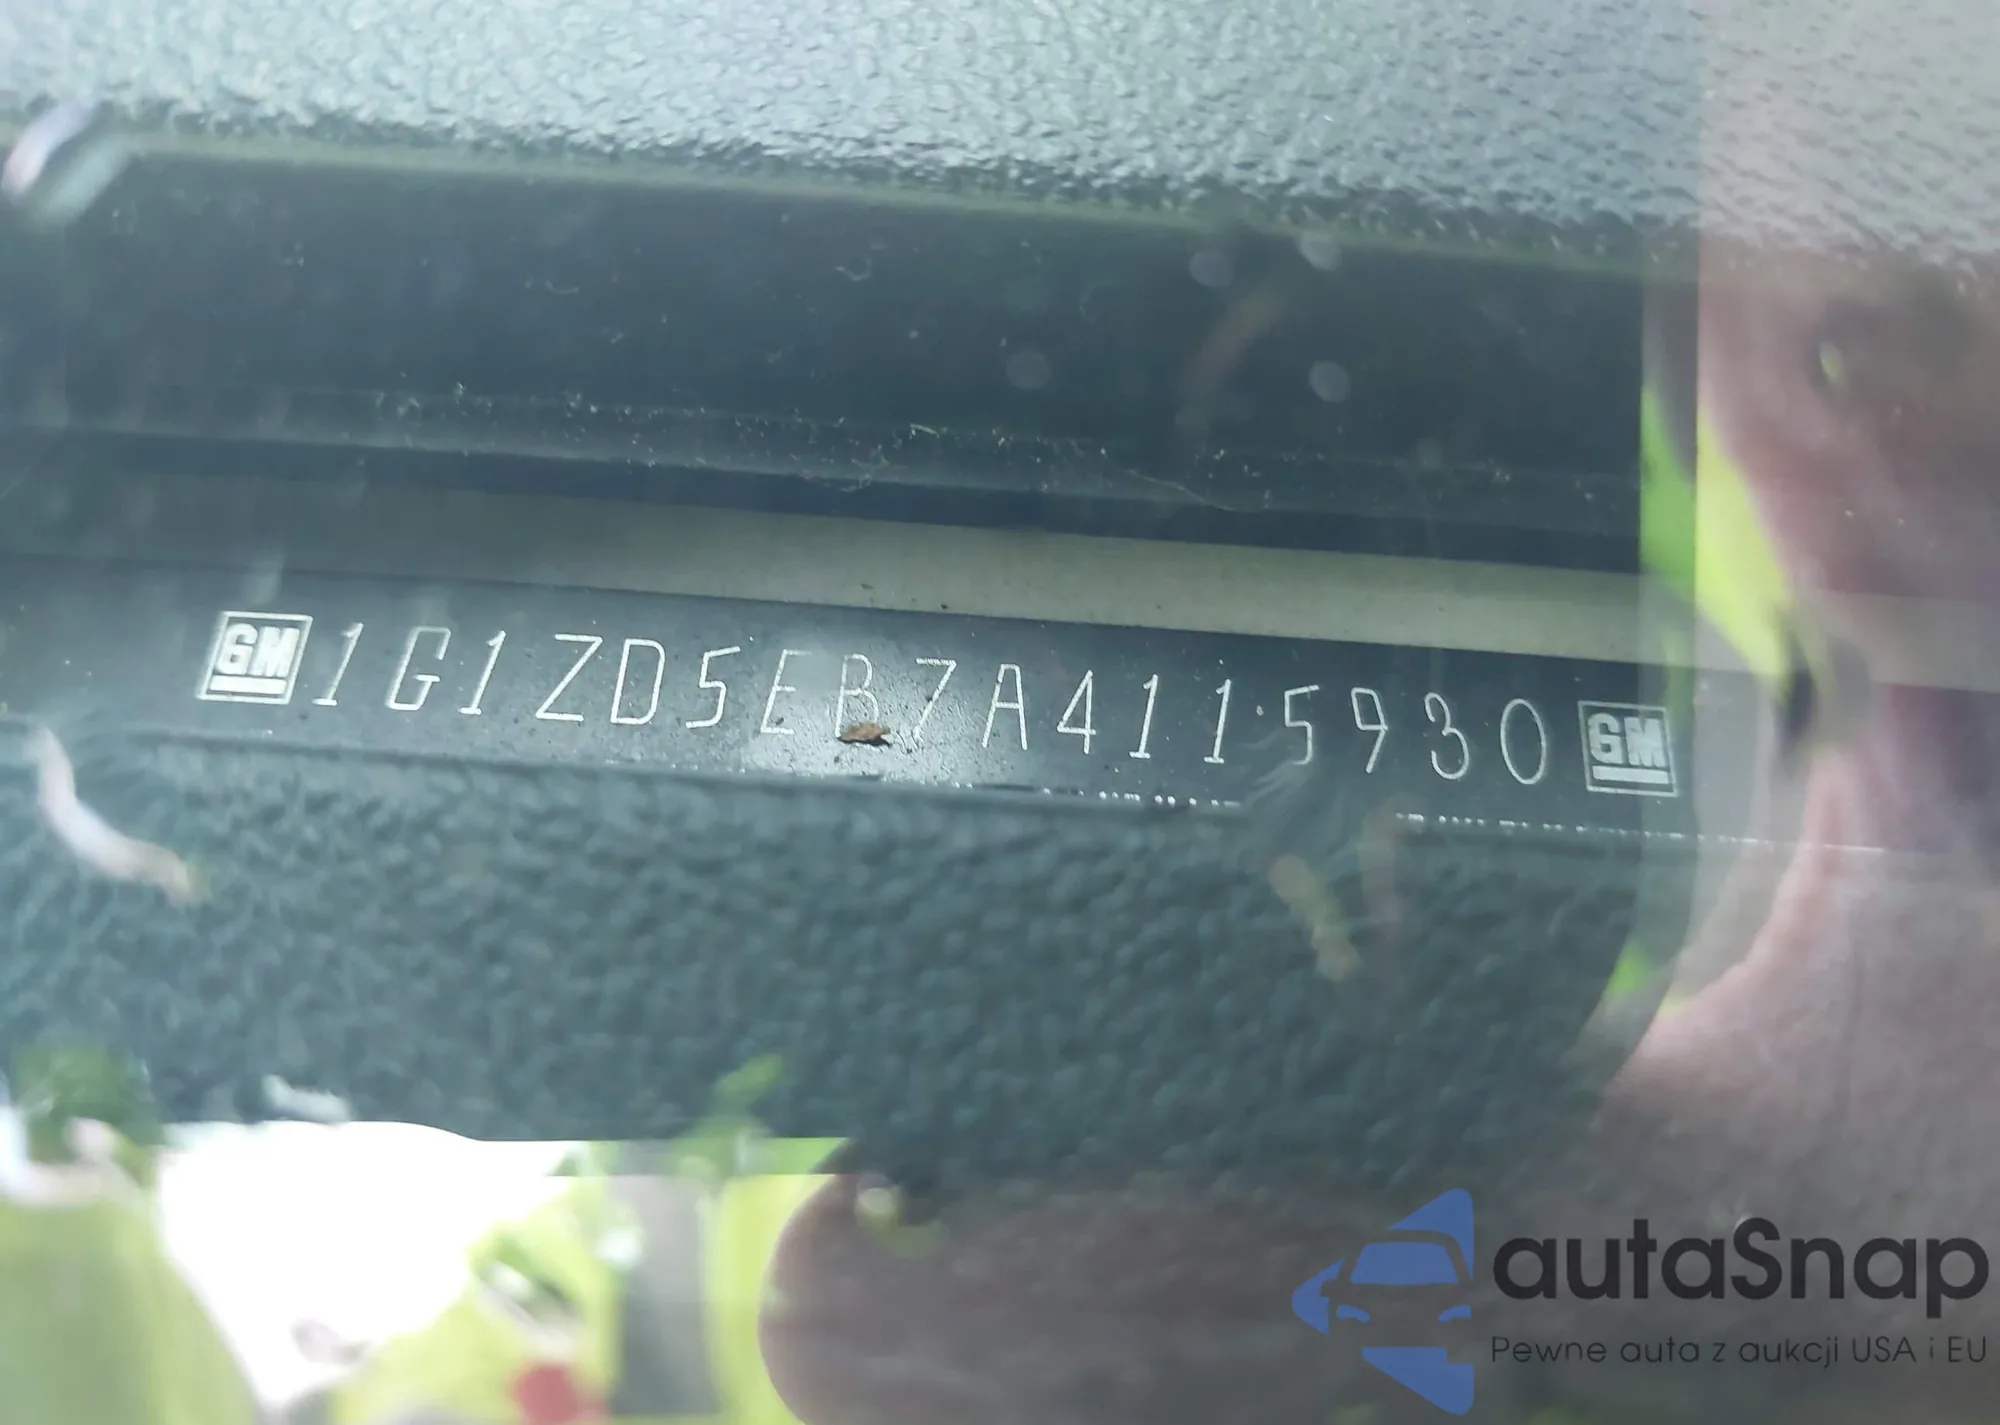 GM 1G1ZD5EB7A4115930 GM
autaSnap
Pewne auta z aukcji USA i EU